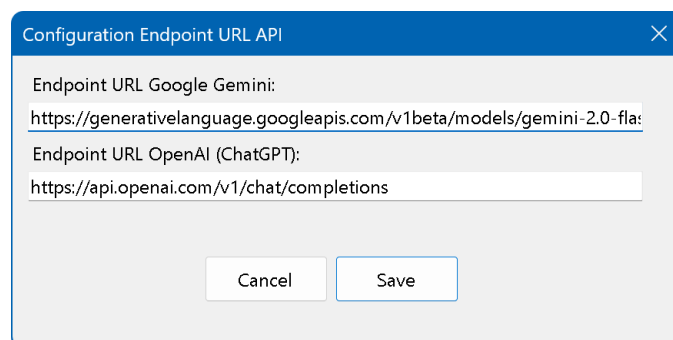 Configuration Endpoint URL API
Endpoint URL Google Gemini:
https://generativelanguage.googleapis.com/v1beta/models/gemini-2.0-flas
Endpoint URL OpenAI (ChatGPT):
https://api.openai.com/v1/chat/completions
Cancel Save